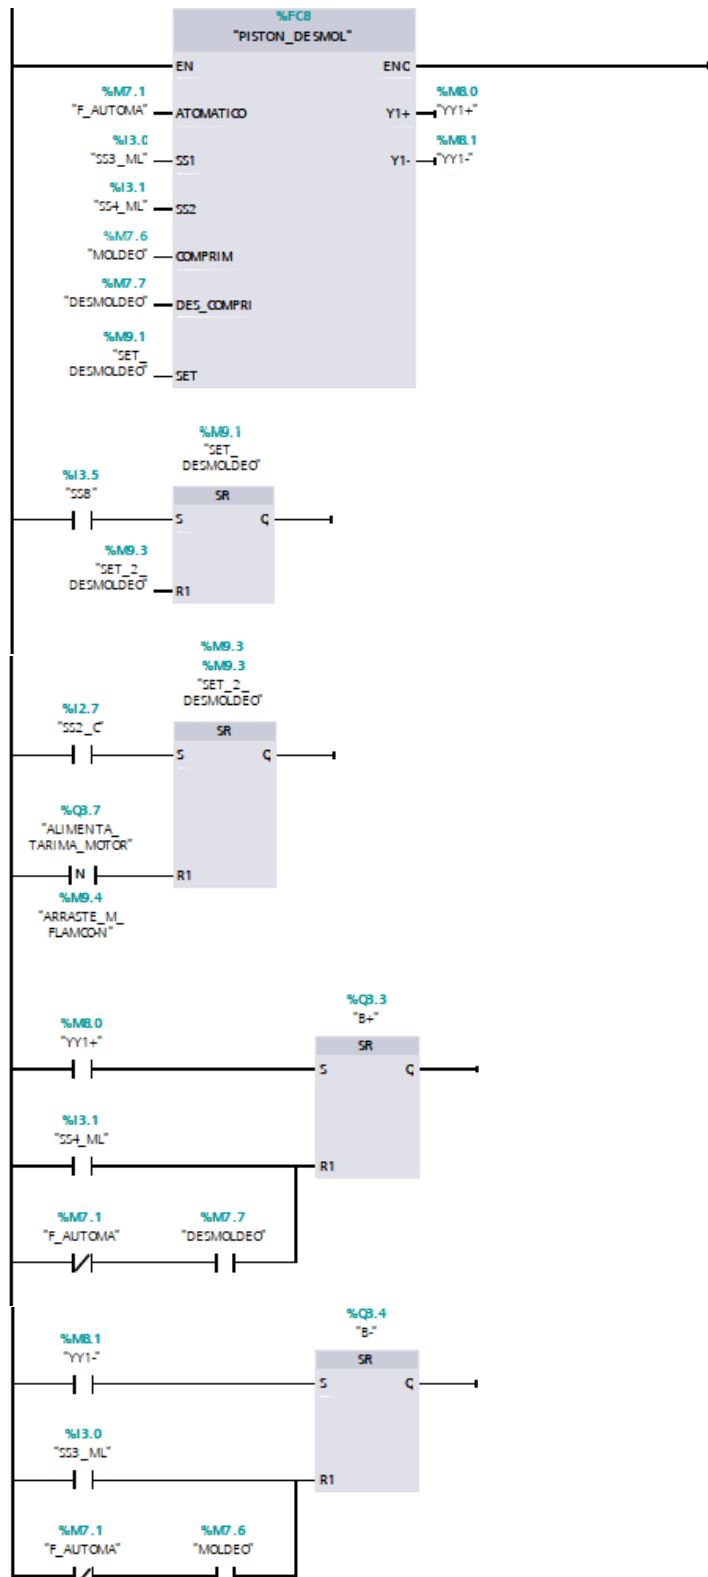 %FC8
"PISTON_DESMOL"
EN ENO
%M7.1
"F_AUTOMA" ATOMATICO
Y1+ %M8.0 "YY1+"
%I3.0
"SS3_ML" SS1
Y1- %M8.1 "YY1-"
%I3.1
"SS4_ML" SS2
%M7.6
"MOLDEO" COMPRIM
%M7.7
"DESMOLDEO" DES_COMPRI
%M9.1
"SET_
DESMOLDEO" SET
%M9.1
"SET_
DESMOLDEO"
%I3.5
"SS8"
SR
S Q
%M9.3
"SET_2_
DESMOLDEO" R1
%M9.3
%M9.3
"SET_2_
DESMOLDEO"
%I2.7
"SS2_C"
SR
S Q
%Q3.7
"ALIMENTA_
TARIMA_MOTOR"
N R1
%M9.4
"ARRASTE_M_
FLAMCO-N"
%Q3.3
"B+"
%M8.0
"YY1+"
SR
S Q
%I3.1
"SS4_ML"
R1
%M7.1 %M7.7
"F_AUTOMA" "DESMOLDEO"
%Q3.4
"B-"
%M8.1
"YY1-"
SR
S Q
%I3.0
"SS3_ML"
R1
%M7.1 %M7.6
"F_AUTOMA" "MOLDEO"